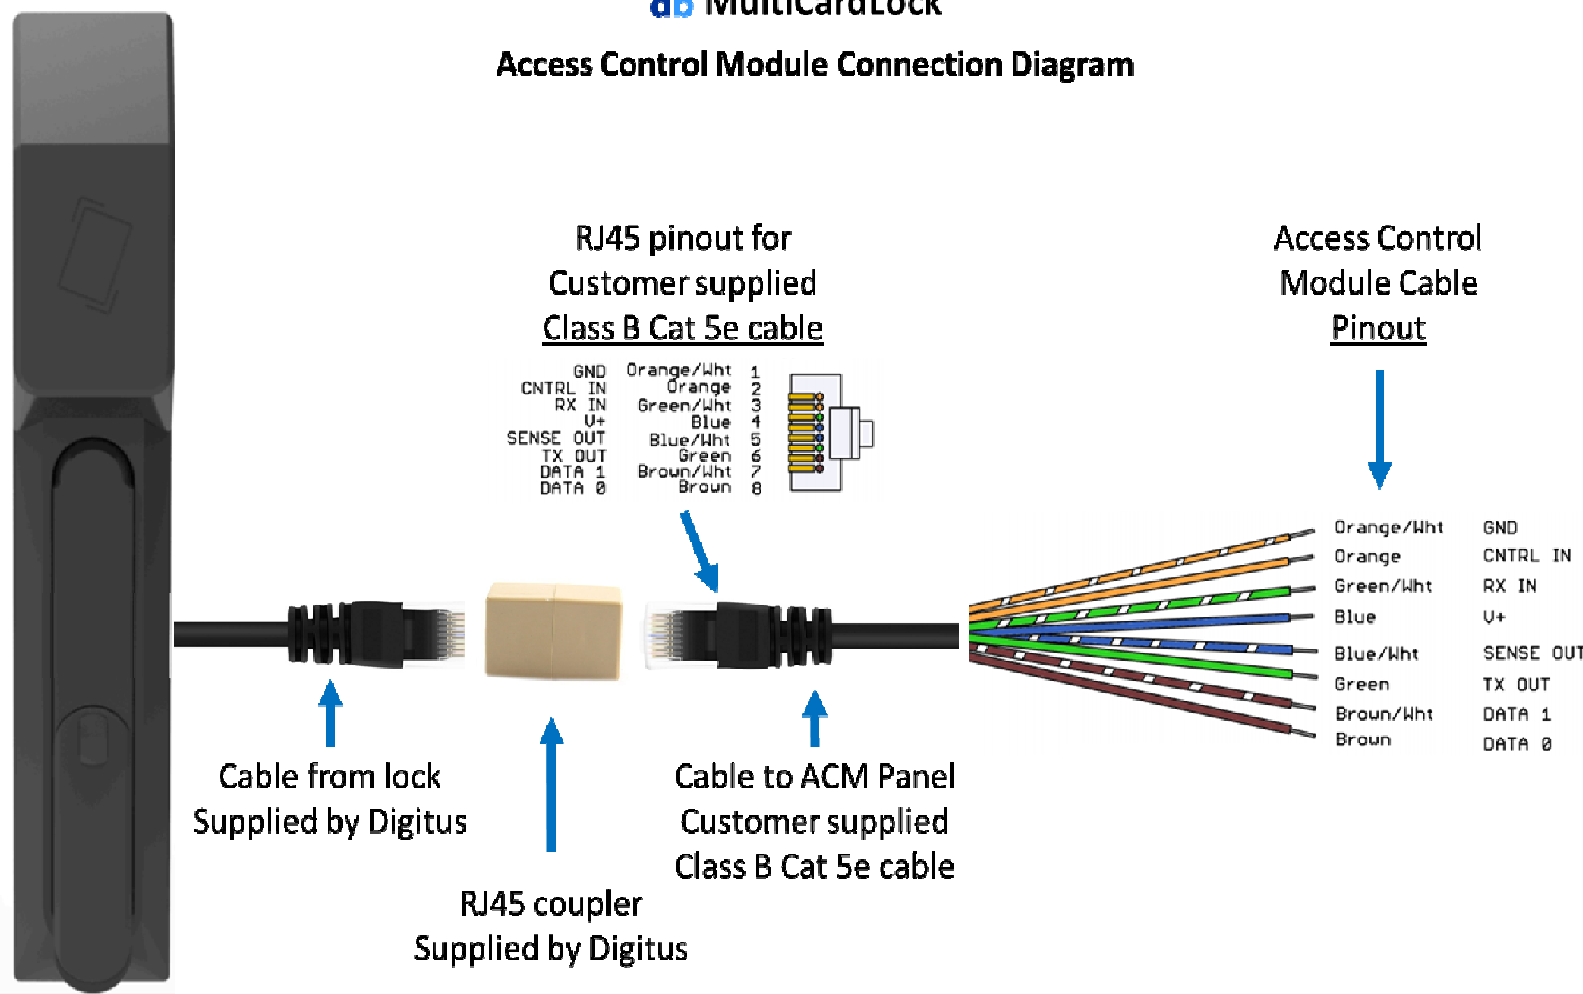 db MultiCardLock
Access Control Module Connection Diagram
RJ45 pinout for
Customer supplied
Class B Cat 5e cable
GND Orange/Wht 1
CNTRL IN Orange 2
RX IN Green/Wht 3
V+ Blue 4
SENSE OUT Blue/Wht 5
TX OUT Green 6
DATA 1 Brown/Wht 7
DATA 0 Brown 8
Access Control
Module Cable
Pinout
Orange/Wht GND
Orange CNTRL IN
Green/Wht RX IN
Blue V+
Blue/Wht SENSE OUT
Green TX OUT
Brown/Wht DATA 1
Brown DATA 0
Cable from lock
Supplied by Digitus
RJ45 coupler
Supplied by Digitus
Cable to ACM Panel
Customer supplied
Class B Cat 5e cable